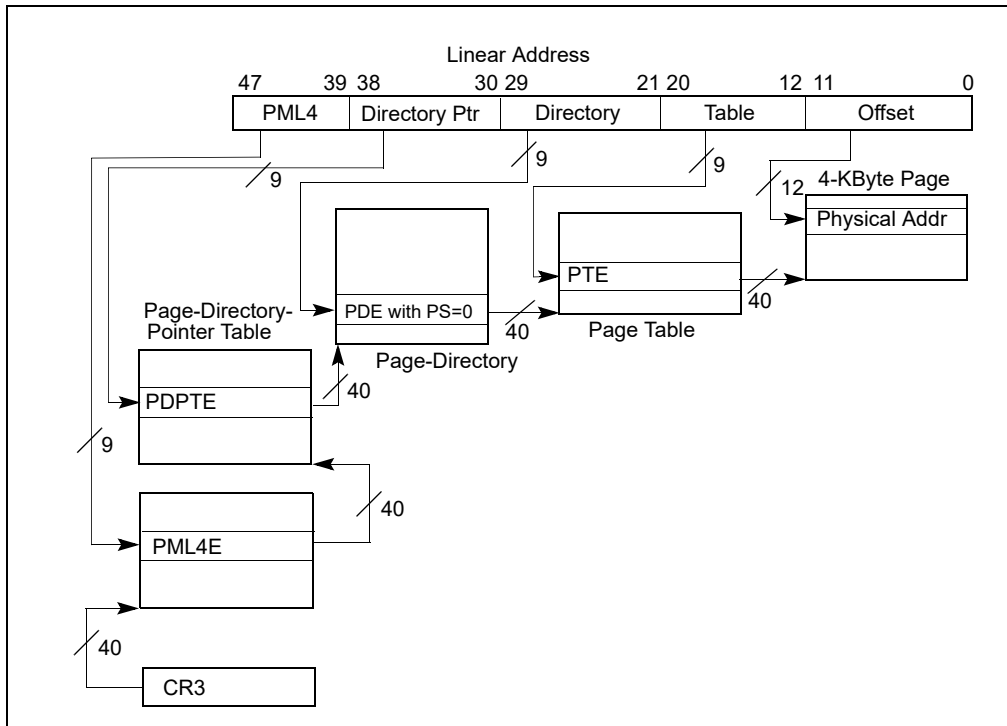 Linear Address
47 39 38 30 29 21 20 12 11 0
PML4 Directory Ptr Directory Table Offset
9 9 9 12 4-KByte Page
Physical Addr
PTE
40
PDE with PS=0
40
Page Table
Page-Directory-
Pointer Table
Page-Directory
40
PDPTE
9
40
PML4E
40
CR3